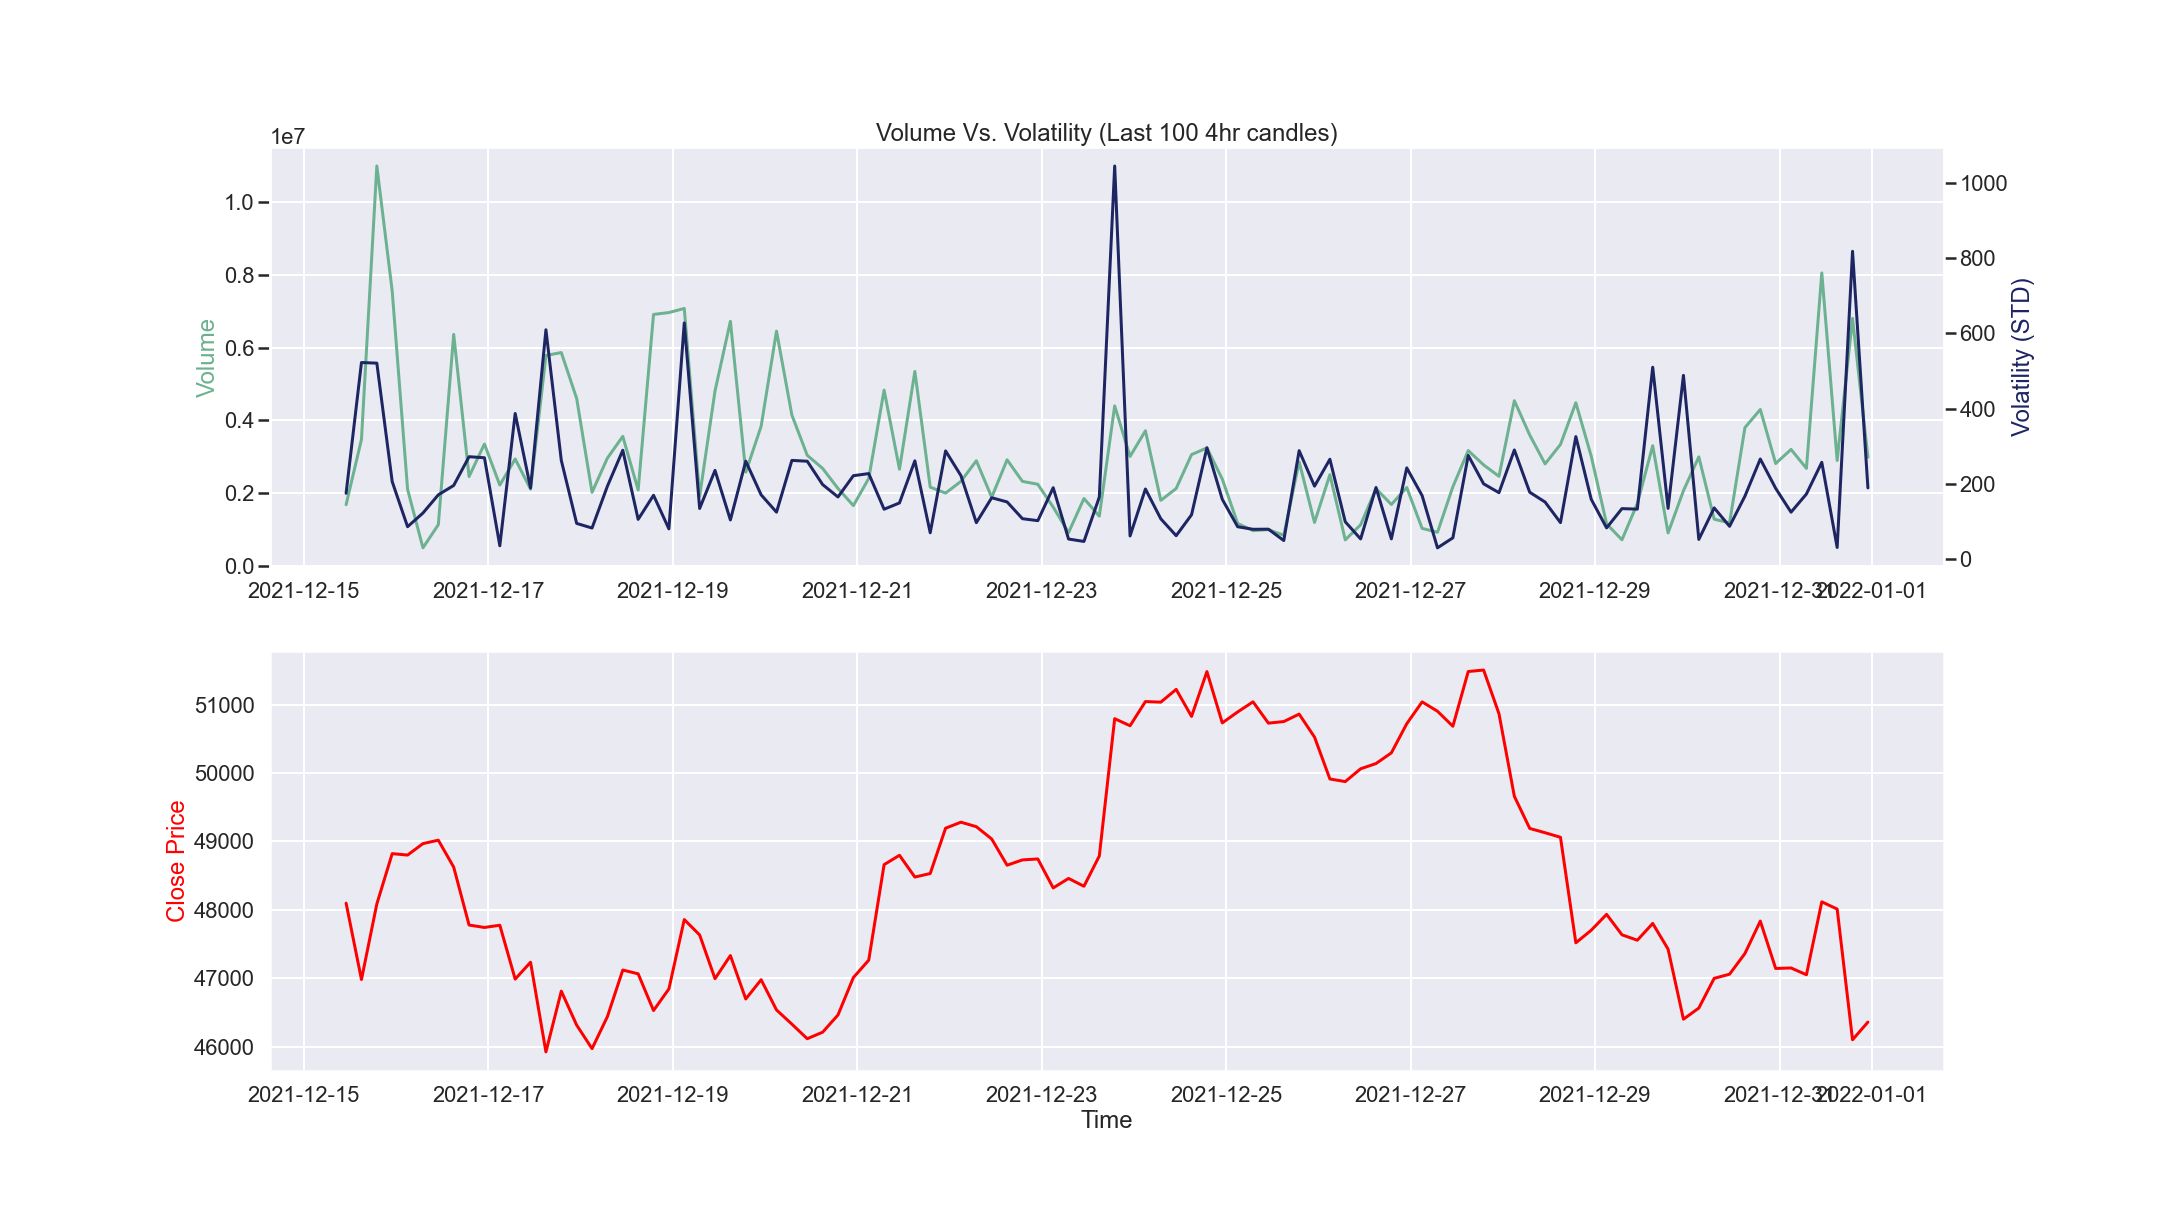 Volume Vs. Volatility (Last 100 4hr candles)
1e7
1.0
0.8
0.6
0.4
0.2
0.0
Volume
1000
800
600
400
200
0
Volatility (STD)
2021-12-15 2021-12-17 2021-12-19 2021-12-21 2021-12-23 2021-12-25 2021-12-27 2021-12-29 2021-12-31 2022-01-01
51000
50000
49000
48000
47000
46000
Close Price
2021-12-15 2021-12-17 2021-12-19 2021-12-21 2021-12-23 2021-12-25 2021-12-27 2021-12-29 2021-12-31 2022-01-01
Time